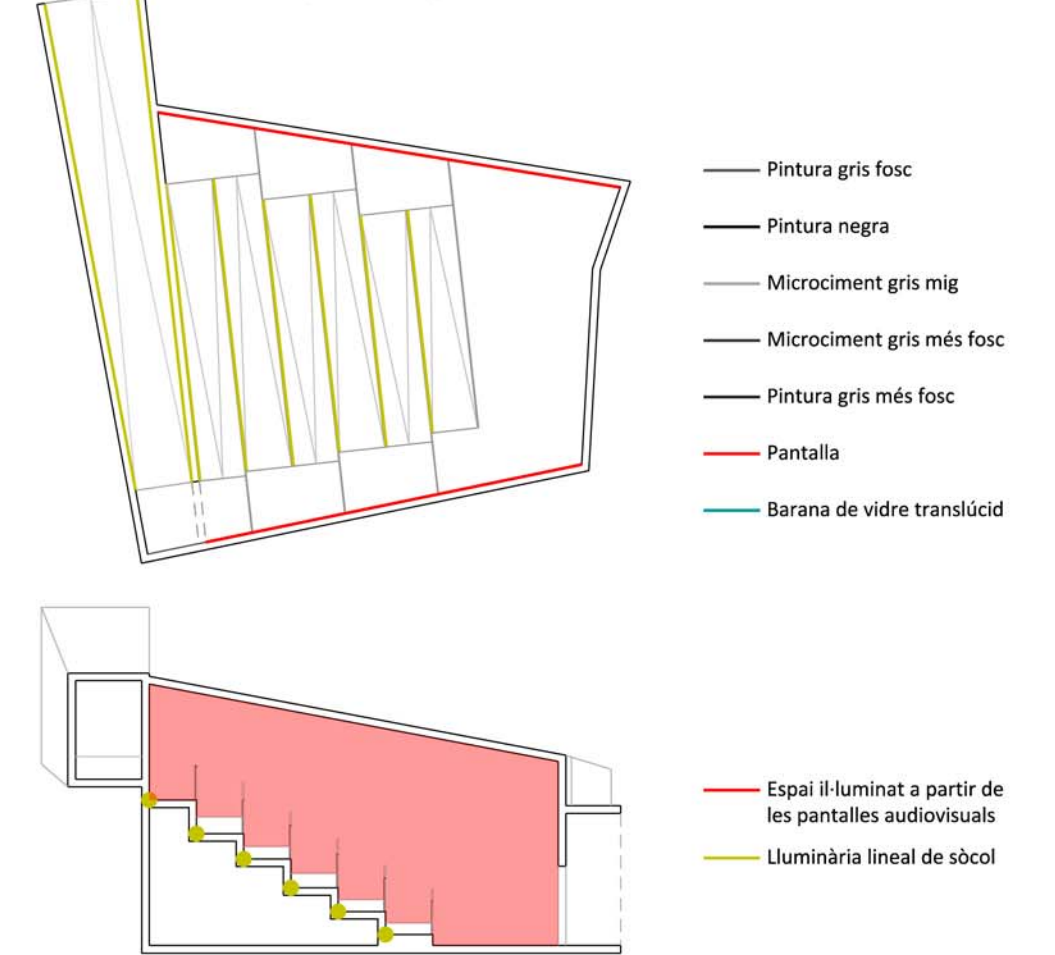 Pintura gris fosc
Pintura negra
Microciment gris mig
Microciment gris més fosc
Pintura gris més fosc
Pantalla
Barana de vidre translúcid
Espai il·luminat a partir de
les pantalles audiovisuals
Lluminària lineal de sòcol